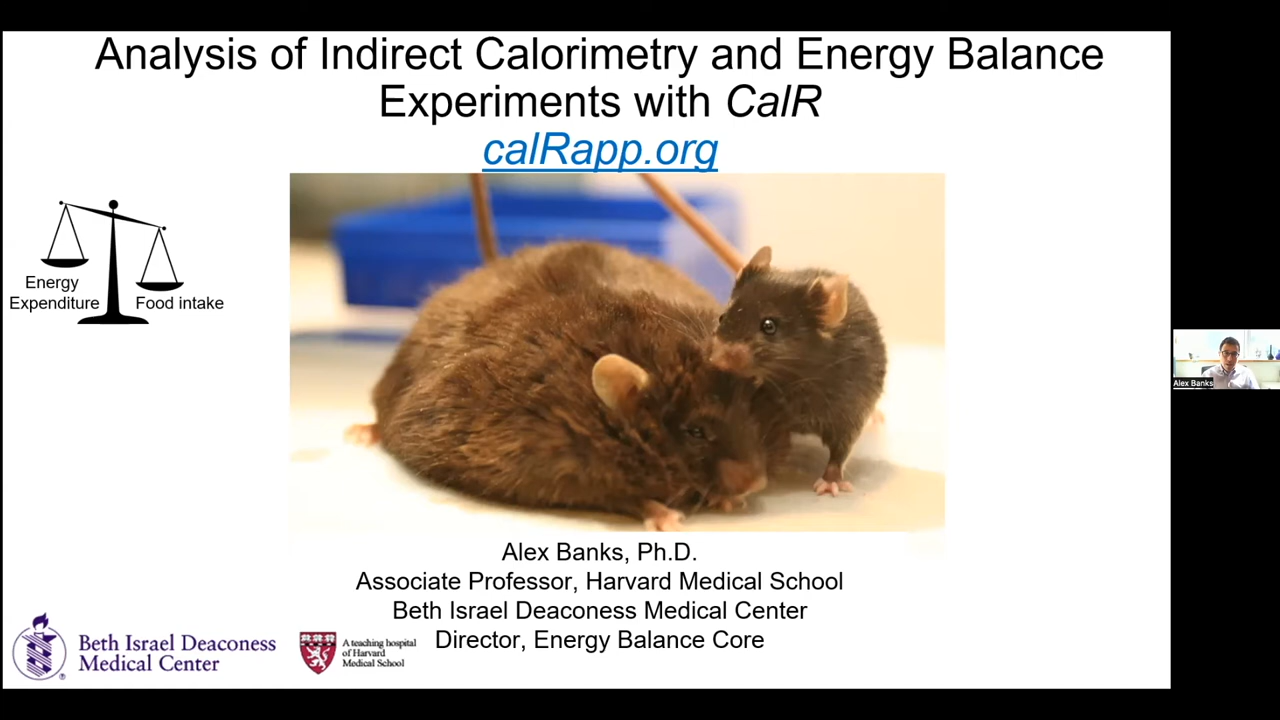 Analysis of Indirect Calorimetry and Energy Balance
Experiments with CalR
calRapp.org
Energy
Expenditure
Food intake
Alex Banks
Alex Banks, Ph.D.
Associate Professor, Harvard Medical School
Beth Israel Deaconess Medical Center
Director, Energy Balance Core
Beth Israel Deaconess
Medical Center
®
A teaching hospital
of Harvard
Medical School